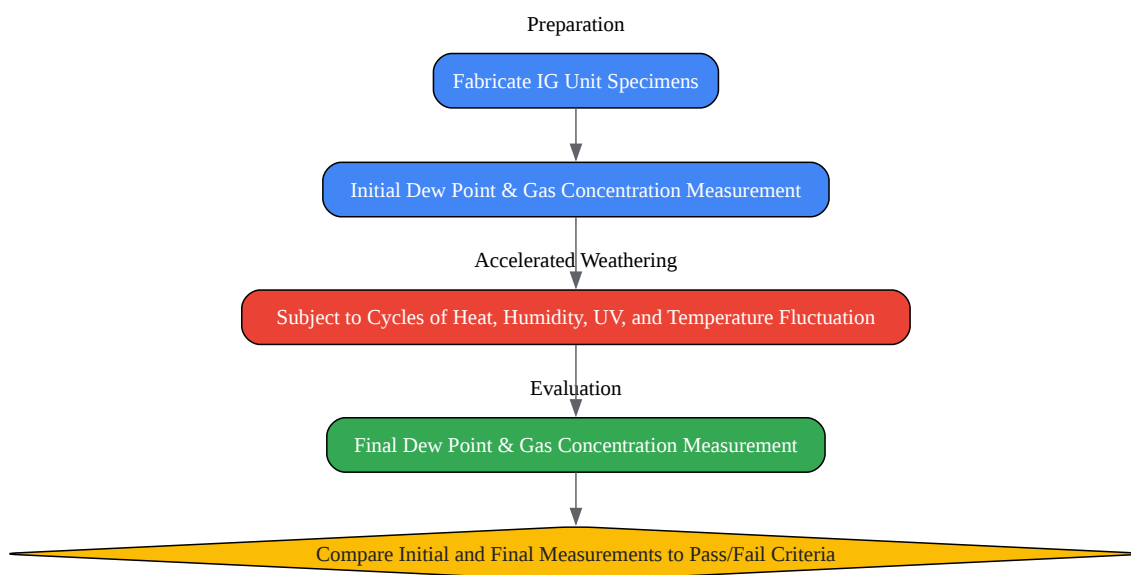 Preparation
Fabricate IG Unit Specimens
Initial Dew Point & Gas Concentration Measurement
Accelerated Weathering
Subject to Cycles of Heat, Humidity, UV, and Temperature Fluctuation
Evaluation
Final Dew Point & Gas Concentration Measurement
Compare Initial and Final Measurements to Pass/Fail Criteria